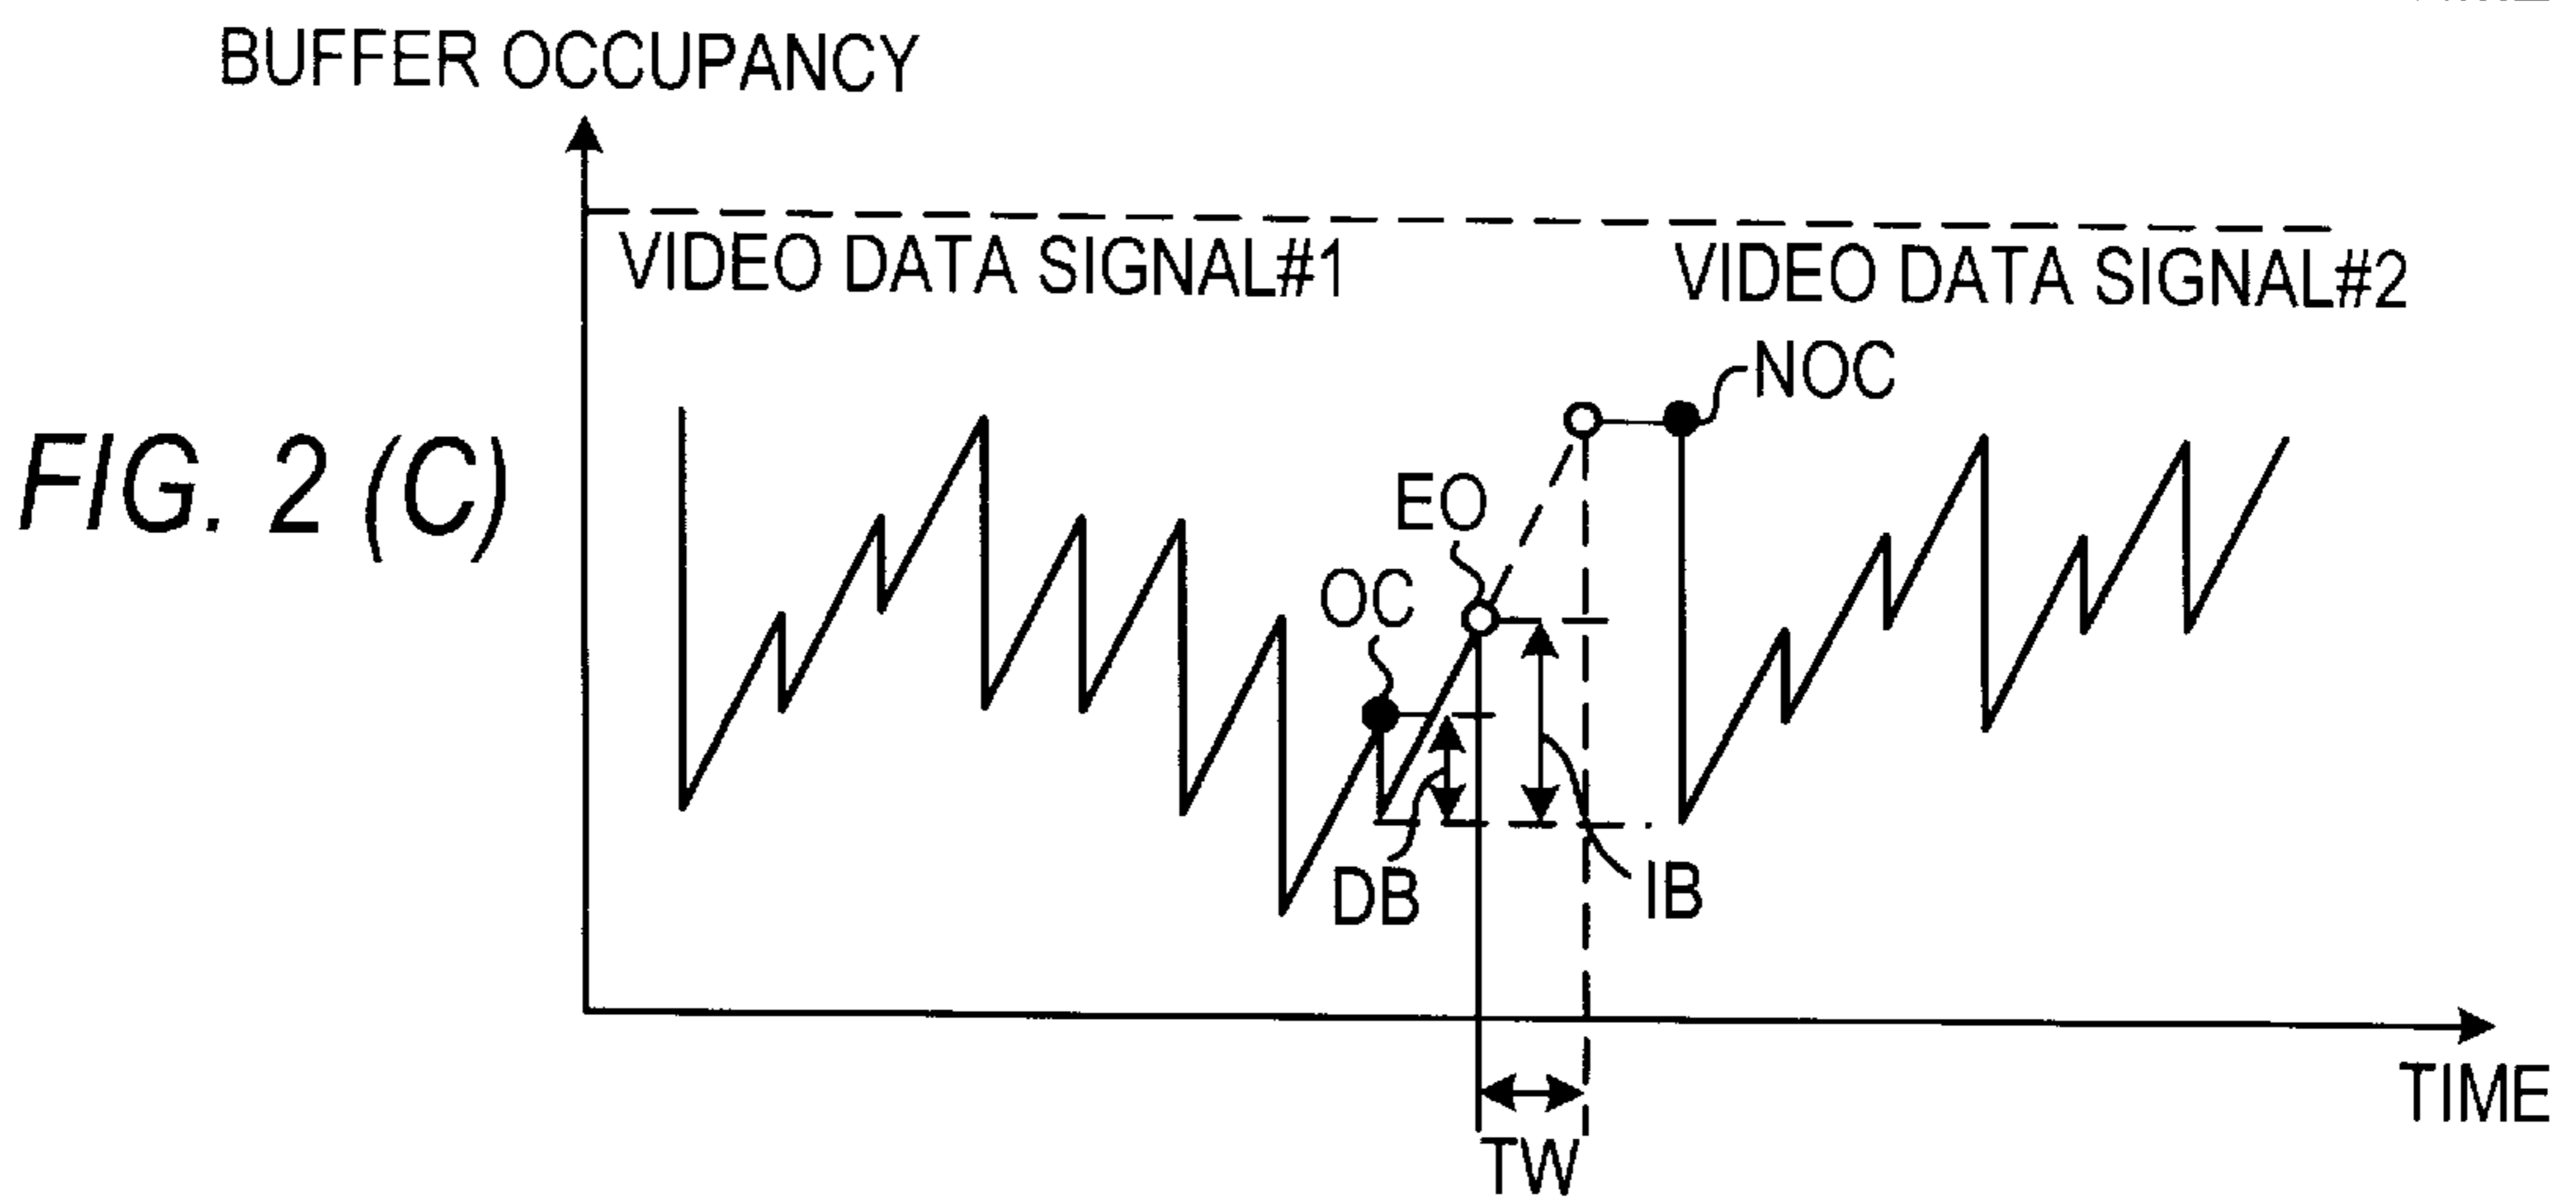 BUFFER OCCUPANCY
VIDEO DATA SIGNAL#1
VIDEO DATA SIGNAL#2
NOC
FIG. 2 (C)
EO
OC
DB
IB
TIME
TW